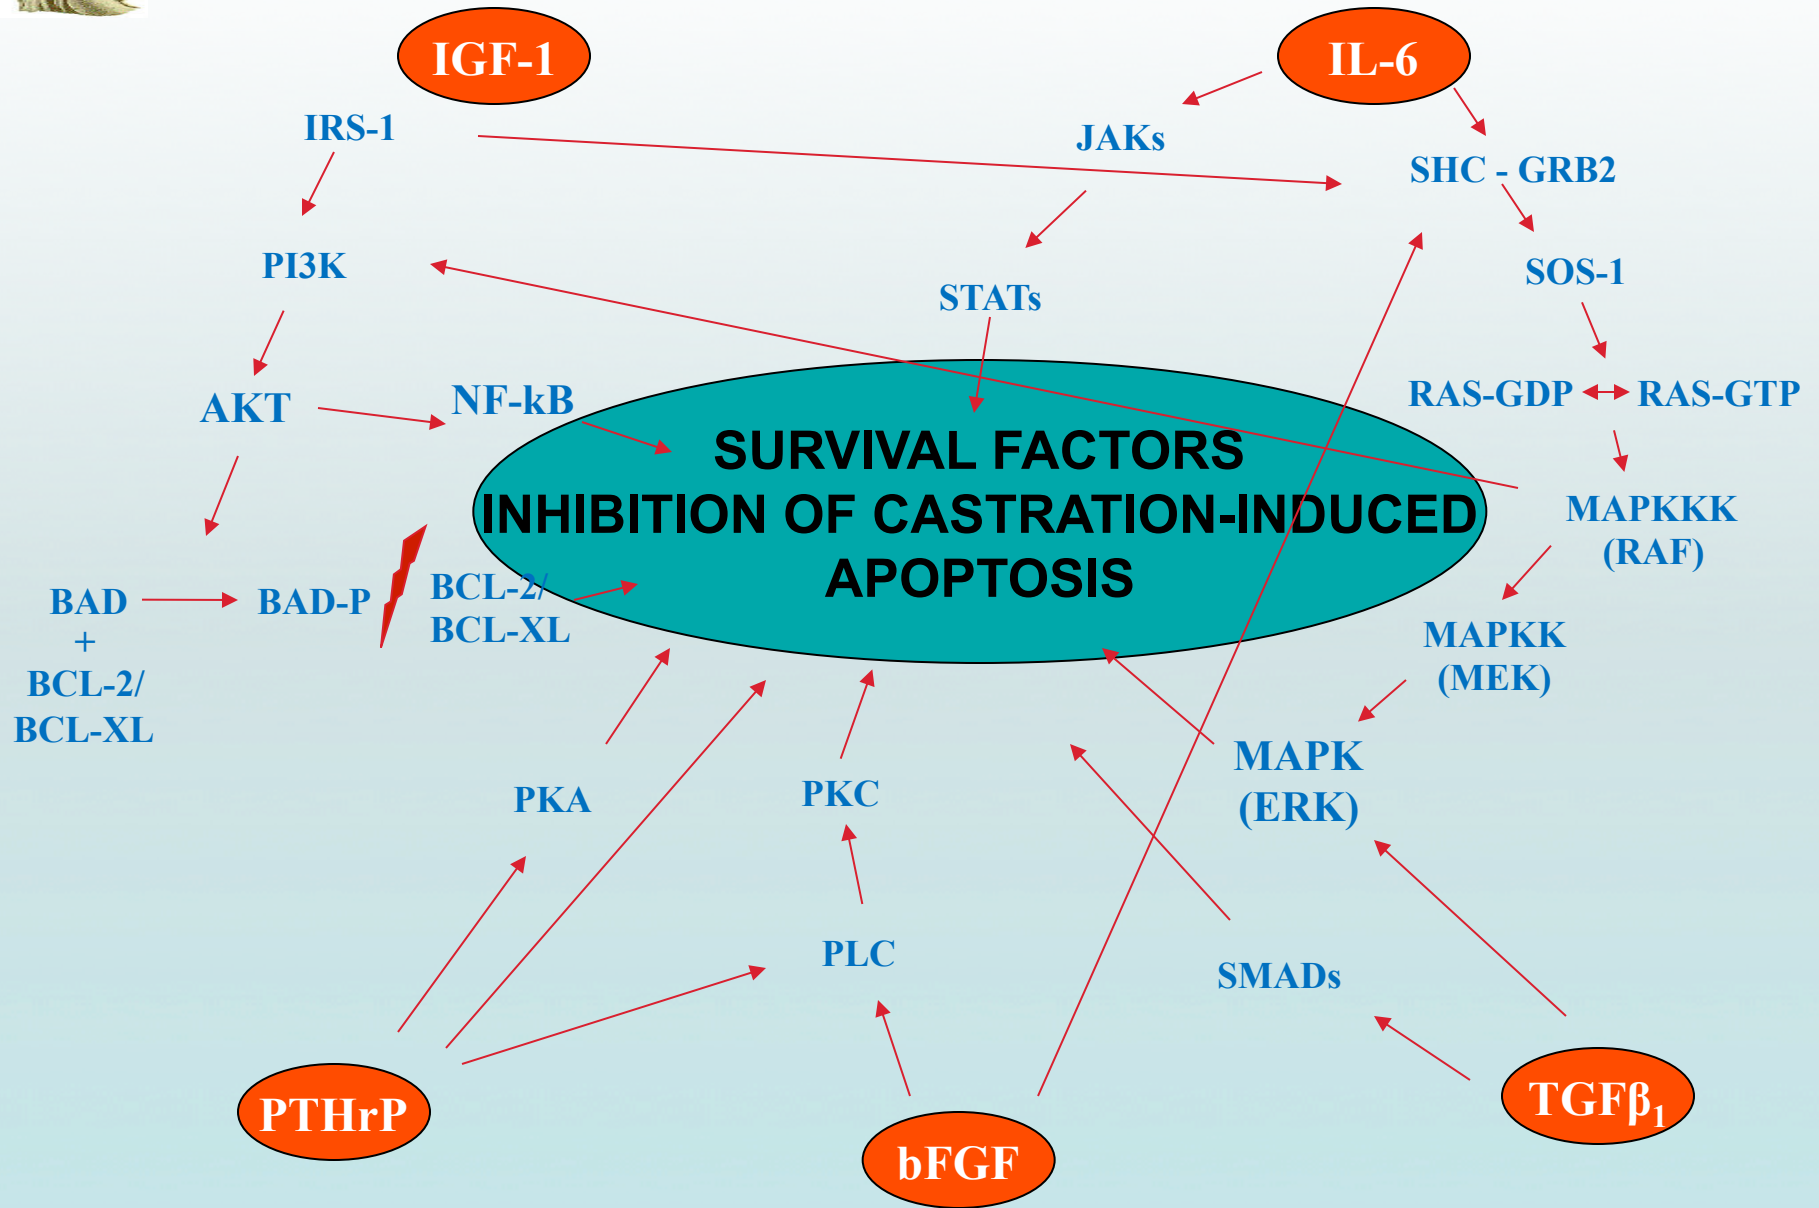 IGF-1
IL-6
IRS-1
JAKs
SHC - GRB2
PI3K
SOS-1
STATs
AKT
NF-kB
RAS-GDP
RAS-GTP
SURVIVAL FACTORS
INHIBITION OF CASTRATION-INDUCED
APOPTOSIS
MAPKKK
(RAF)
BAD
+
BCL-2/
BCL-XL
BAD-P
BCL-2/
BCL-XL
MAPKK
(MEK)
MAPK
(ERK)
PKA
PKC
PLC
SMADs
PTHrP
bFGF
TGFβ₁